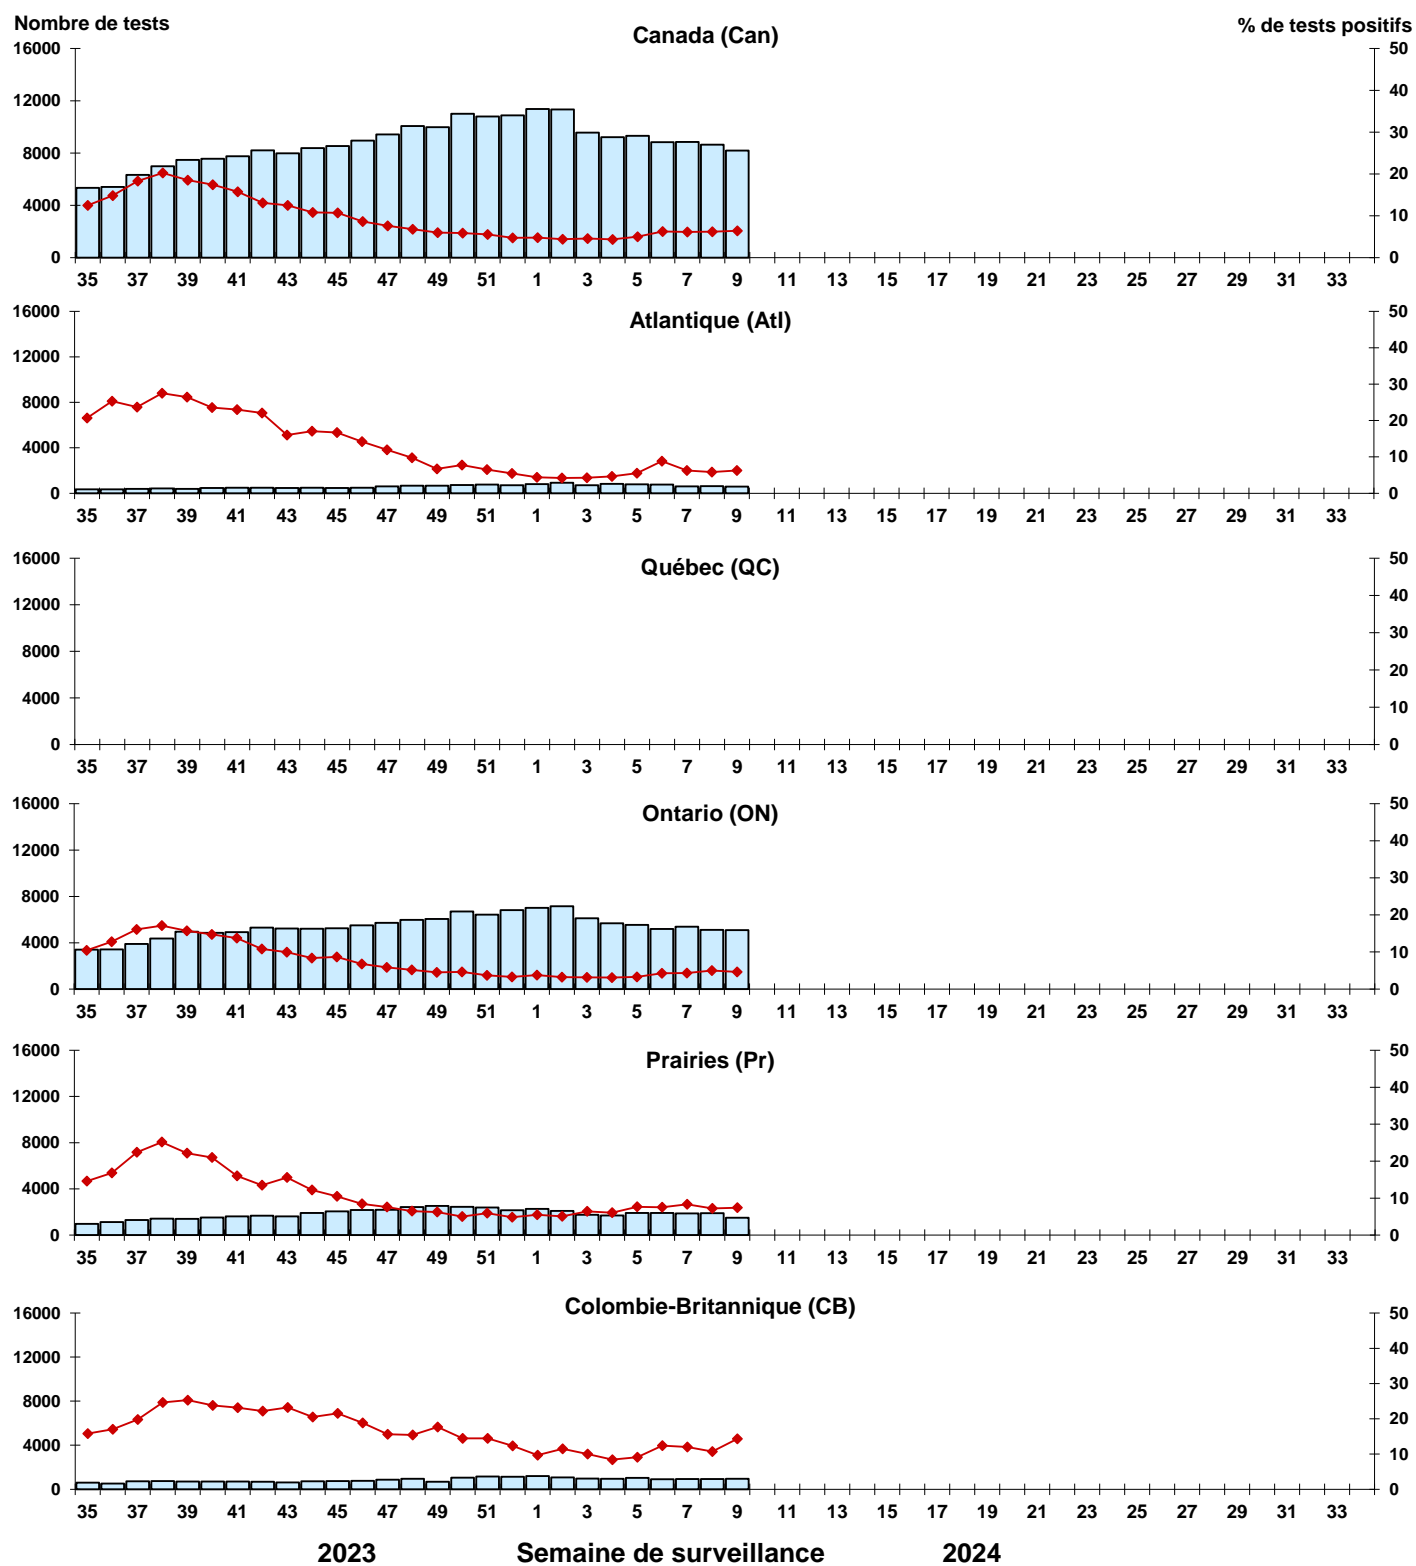 Nombre de tests
% de tests positifs
Canada (Can)
16000 12000 8000 4000 0
50 40 30 20 10 0
35 37 39 41 43 45 47 49 51 1 3 5 7 9 11 13 15 17 19 21 23 25 27 29 31 33
Atlantique (Atl)
16000 12000 8000 4000 0
50 40 30 20 10 0
35 37 39 41 43 45 47 49 51 1 3 5 7 9 11 13 15 17 19 21 23 25 27 29 31 33
Québec (QC)
16000 12000 8000 4000 0
50 40 30 20 10 0
35 37 39 41 43 45 47 49 51 1 3 5 7 9 11 13 15 17 19 21 23 25 27 29 31 33
Ontario (ON)
16000 12000 8000 4000 0
50 40 30 20 10 0
35 37 39 41 43 45 47 49 51 1 3 5 7 9 11 13 15 17 19 21 23 25 27 29 31 33
Prairies (Pr)
16000 12000 8000 4000 0
50 40 30 20 10 0
35 37 39 41 43 45 47 49 51 1 3 5 7 9 11 13 15 17 19 21 23 25 27 29 31 33
Colombie-Britannique (CB)
16000 12000 8000 4000 0
50 40 30 20 10 0
35 37 39 41 43 45 47 49 51 1 3 5 7 9 11 13 15 17 19 21 23 25 27 29 31 33
2023 Semaine de surveillance 2024